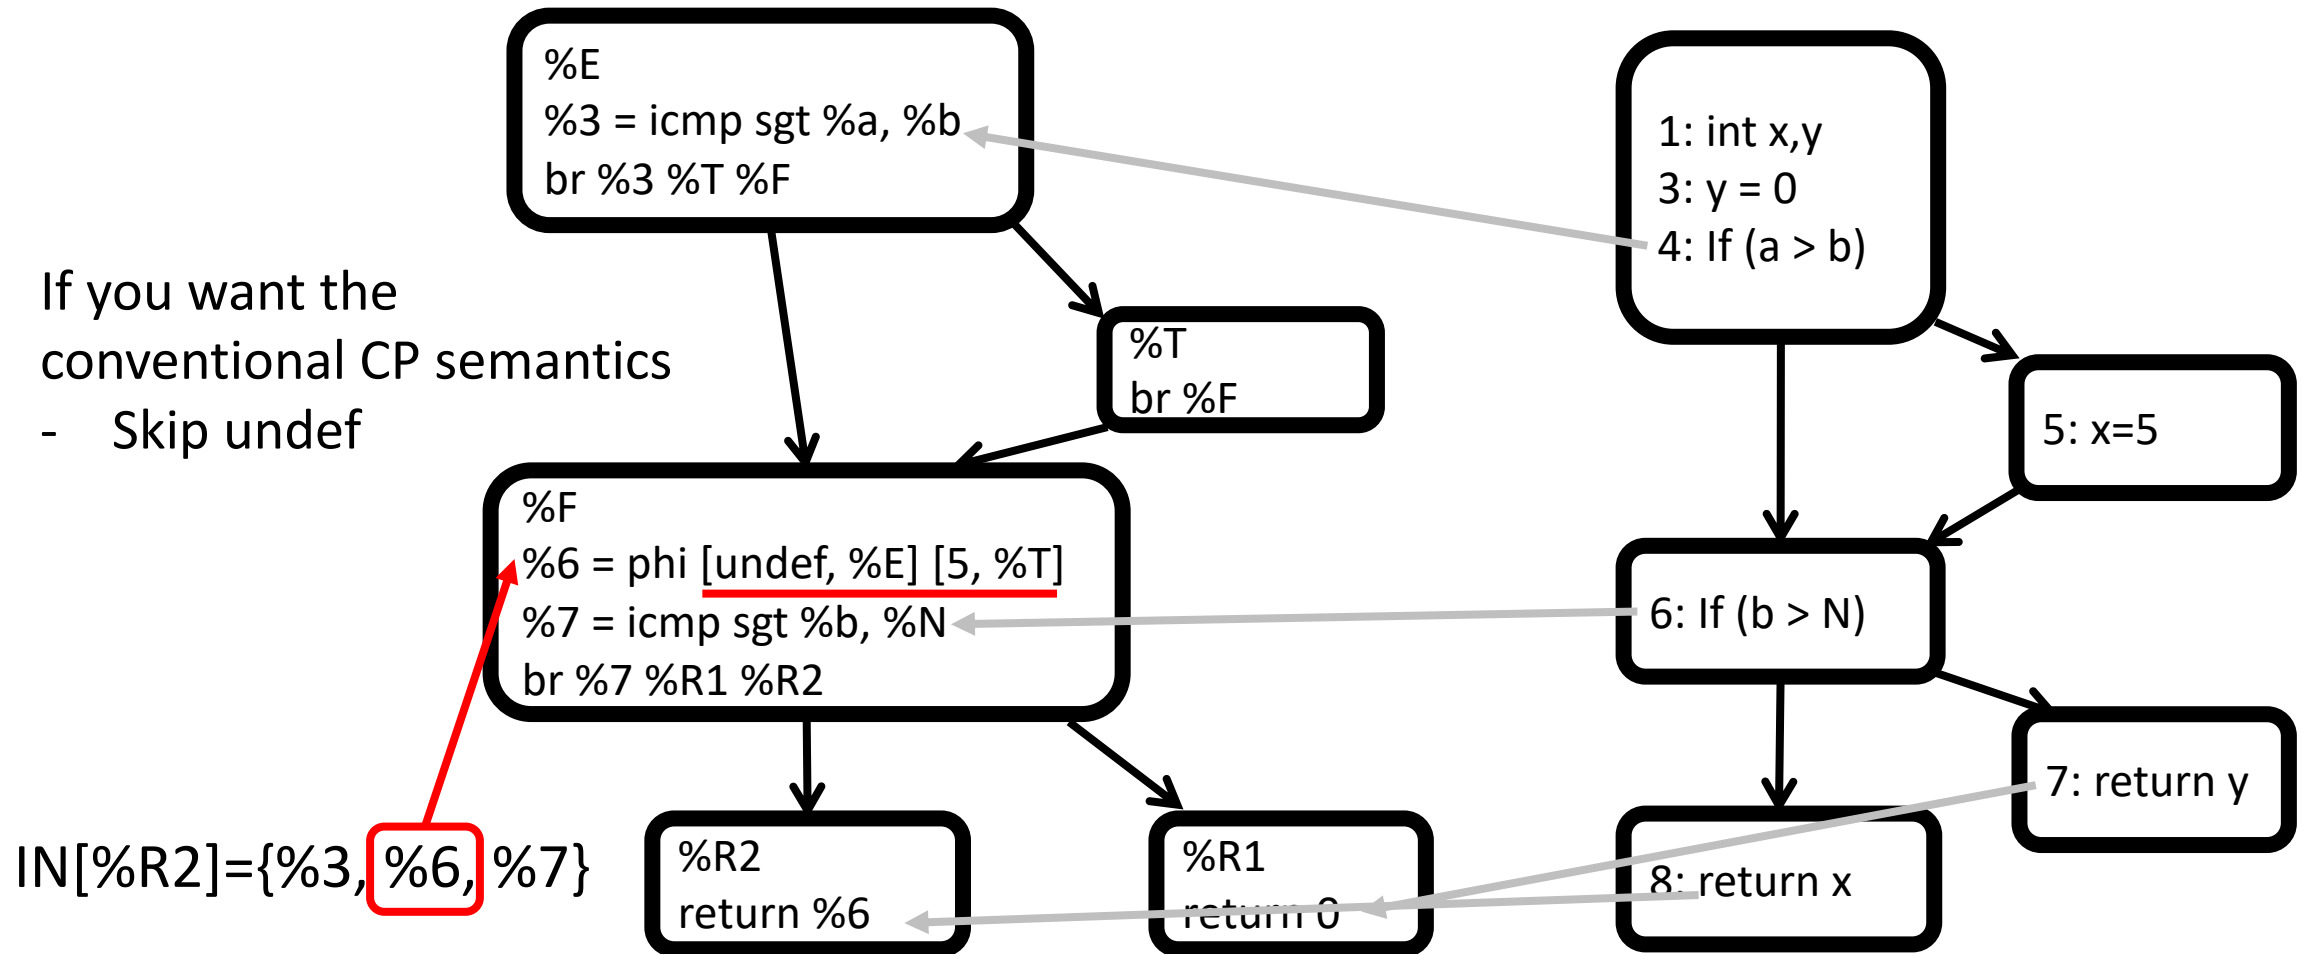 %E
%3 = icmp sgt %a, %b
br %3 %T %F
1: int x,y
3: y = 0
4: If (a > b)
If you want the
conventional CP semantics
- Skip undef
%T
br %F
5: x=5
%F
%6 = phi [undef, %E] [5, %T]
%7 = icmp sgt %b, %N
br %7 %R1 %R2
6: If (b > N)
7: return y
IN[%R2]={%3, %6, %7}
%R2
return %6
%R1
return 0
8: return x